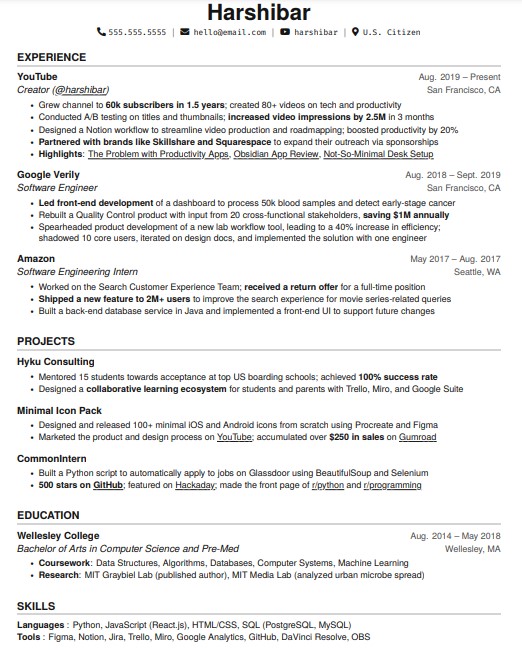 Harshibar
555.555.5555 | hello@email.com | harshibar | U.S. Citizen
EXPERIENCE
YouTube Aug. 2019 – Present
Creator (@harshibar) San Francisco, CA
• Grew channel to 60k subscribers in 1.5 years; created 80+ videos on tech and productivity
• Conducted A/B testing on titles and thumbnails; increased video impressions by 2.5M in 3 months
• Designed a Notion workflow to streamline video production and roadmapping; boosted productivity by 20%
• Partnered with brands like Skillshare and Squarespace to expand their outreach via sponsorships
• Highlights: The Problem with Productivity Apps, Obsidian App Review, Not-So-Minimal Desk Setup
Google Verily Aug. 2018 – Sept. 2019
Software Engineer San Francisco, CA
• Led front-end development of a dashboard to process 50k blood samples and detect early-stage cancer
• Rebuilt a Quality Control product with input from 20 cross-functional stakeholders, saving $1M annually
• Spearheaded product development of a new lab workflow tool, leading to a 40% increase in efficiency;
shadowed 10 core users, iterated on design docs, and implemented the solution with one engineer
Amazon May 2017 – Aug. 2017
Software Engineering Intern Seattle, WA
• Worked on the Search Customer Experience Team; received a return offer for a full-time position
• Shipped a new feature to 2M+ users to improve the search experience for movie series-related queries
• Built a back-end database service in Java and implemented a front-end UI to support future changes
PROJECTS
Hyku Consulting
• Mentored 15 students towards acceptance at top US boarding schools; achieved 100% success rate
• Designed a collaborative learning ecosystem for students and parents with Trello, Miro, and Google Suite
Minimal Icon Pack
• Designed and released 100+ minimal iOS and Android icons from scratch using Procreate and Figma
• Marketed the product and design process on YouTube; accumulated over $250 in sales on Gumroad
CommonIntern
• Built a Python script to automatically apply to jobs on Glassdoor using BeautifulSoup and Selenium
• 500 stars on GitHub; featured on Hackaday; made the front page of r/python and r/programming
EDUCATION
Wellesley College Aug. 2014 – May 2018
Bachelor of Arts in Computer Science and Pre-Med Wellesley, MA
• Coursework: Data Structures, Algorithms, Databases, Computer Systems, Machine Learning
• Research: MIT Graybiel Lab (published author), MIT Media Lab (analyzed urban microbe spread)
SKILLS
Languages : Python, JavaScript (React.js), HTML/CSS, SQL (PostgreSQL, MySQL)
Tools : Figma, Notion, Jira, Trello, Miro, Google Analytics, GitHub, DaVinci Resolve, OBS